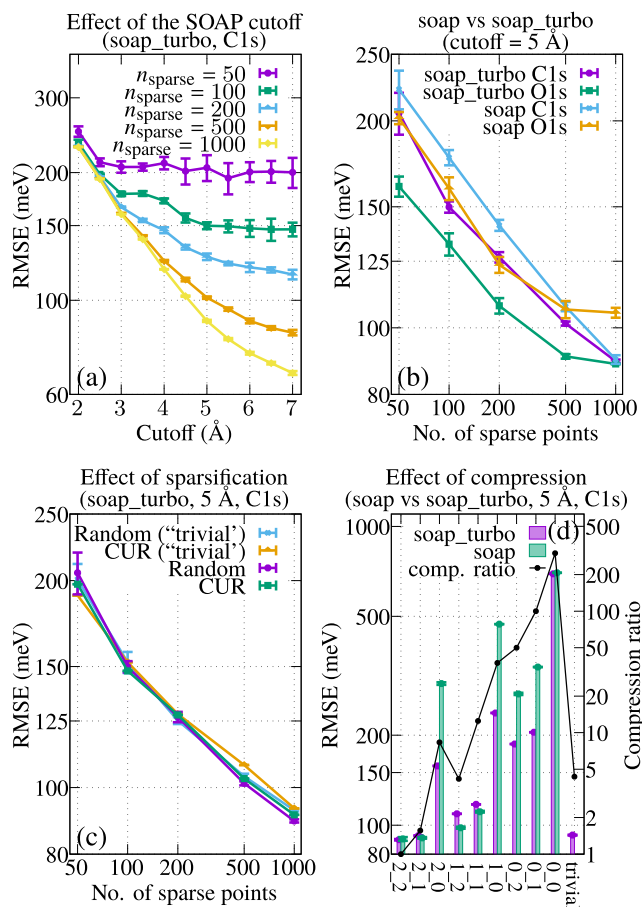 Effect of the SOAP cutoff
(soap_turbo, C1s)
n_sparse = 50
n_sparse = 100
n_sparse = 200
n_sparse = 500
n_sparse = 1000
300
200
150
100
60
RMSE (meV)
(a)
2 3 4 5 6 7
Cutoff (Å)
soap vs soap_turbo
(cutoff = 5 Å)
soap_turbo C1s
soap_turbo O1s
soap C1s
soap O1s
250
200
150
125
100
80
RMSE (meV)
(b)
50 100 200 500 1000
No. of sparse points
Effect of sparsification
(soap_turbo, 5 Å, C1s)
Random (“trivial’)
CUR (“trivial’)
Random
CUR
250
200
150
125
100
80
RMSE (meV)
(c)
50 100 200 500 1000
No. of sparse points
Effect of compression
(soap vs soap_turbo, 5 Å, C1s)
(d)
soap_turbo
soap
comp. ratio
1000
500
200
150
100
80
RMSE (meV)
500
200
100
50
20
10
5
2
1
Compression ratio
2_2
2_1
2_0
1_2
1_1
1_0
0_2
0_1
0_0
trivia